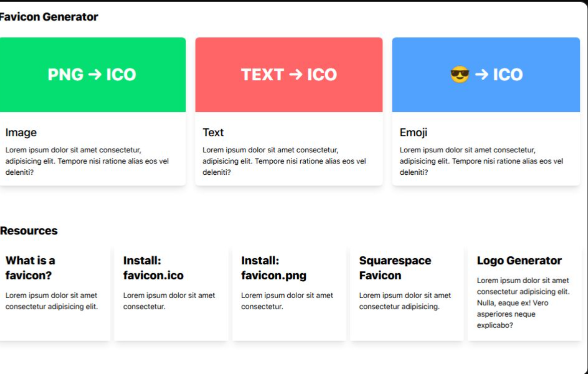 Favicon Generator
PNG → ICO
TEXT → ICO
😎 → ICO
Image
Lorem ipsum dolor sit amet consectetur,
adipisicing elit. Tempore nisi ratione alias eos vel
deleniti?
Text
Lorem ipsum dolor sit amet consectetur,
adipisicing elit. Tempore nisi ratione alias eos vel
deleniti?
Emoji
Lorem ipsum dolor sit amet consectetur,
adipisicing elit. Tempore nisi ratione alias eos vel
deleniti?
Resources
What is a
favicon?
Lorem ipsum dolor sit amet
consectetur adipisicing elit.
Install:
favicon.ico
Lorem ipsum dolor sit amet
consectetur.
Install:
favicon.png
Lorem ipsum dolor sit amet
consectetur.
Squarespace
Favicon
Lorem ipsum dolor sit amet
consectetur adipisicing.
Logo Generator
Lorem ipsum dolor sit amet
consectetur adipisicing elit.
Nulla, eaque ex! Vero
asperiores neque
explicabo?